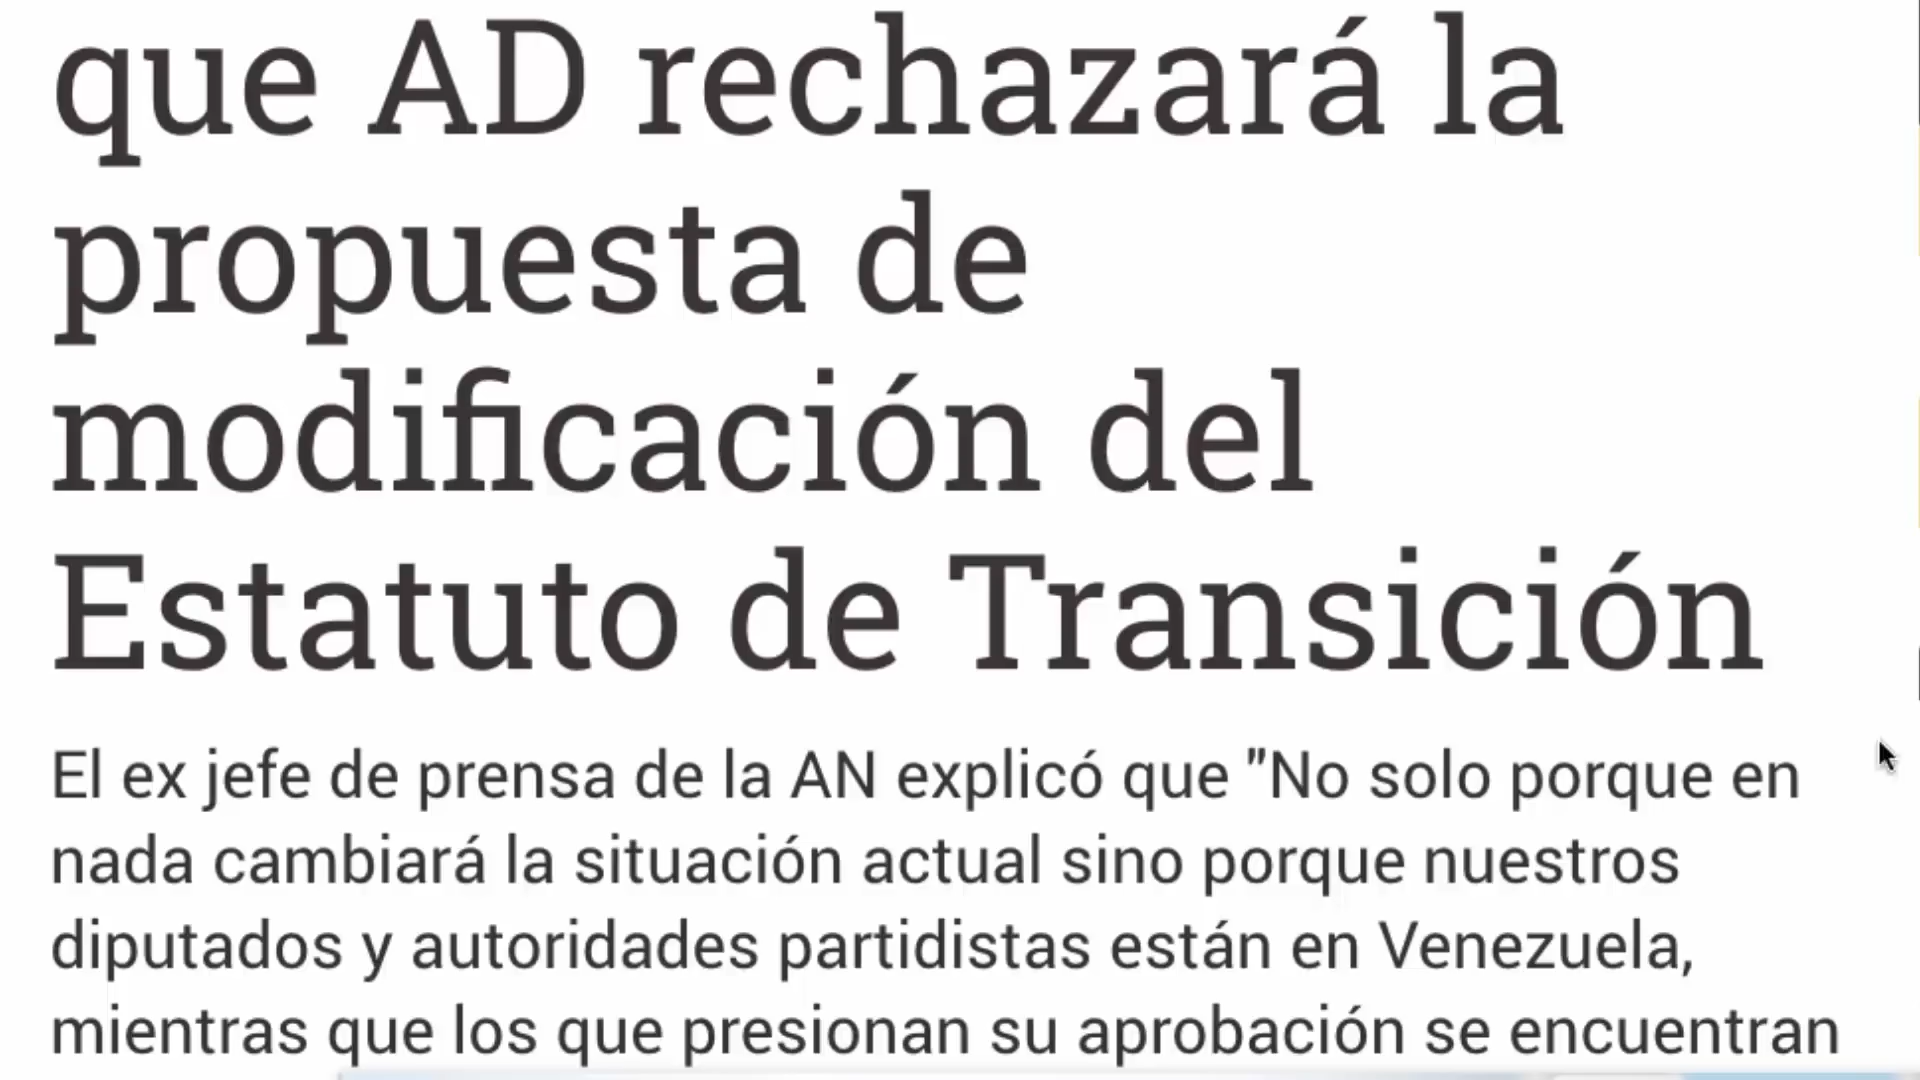 que AD rechazará la
propuesta de
modificación del
Estatuto de Transición
El ex jefe de prensa de la AN explicó que "No solo porque en
nada cambiará la situación actual sino porque nuestros
diputados y autoridades partidistas están en Venezuela,
mientras que los que presionan su aprobación se encuentran